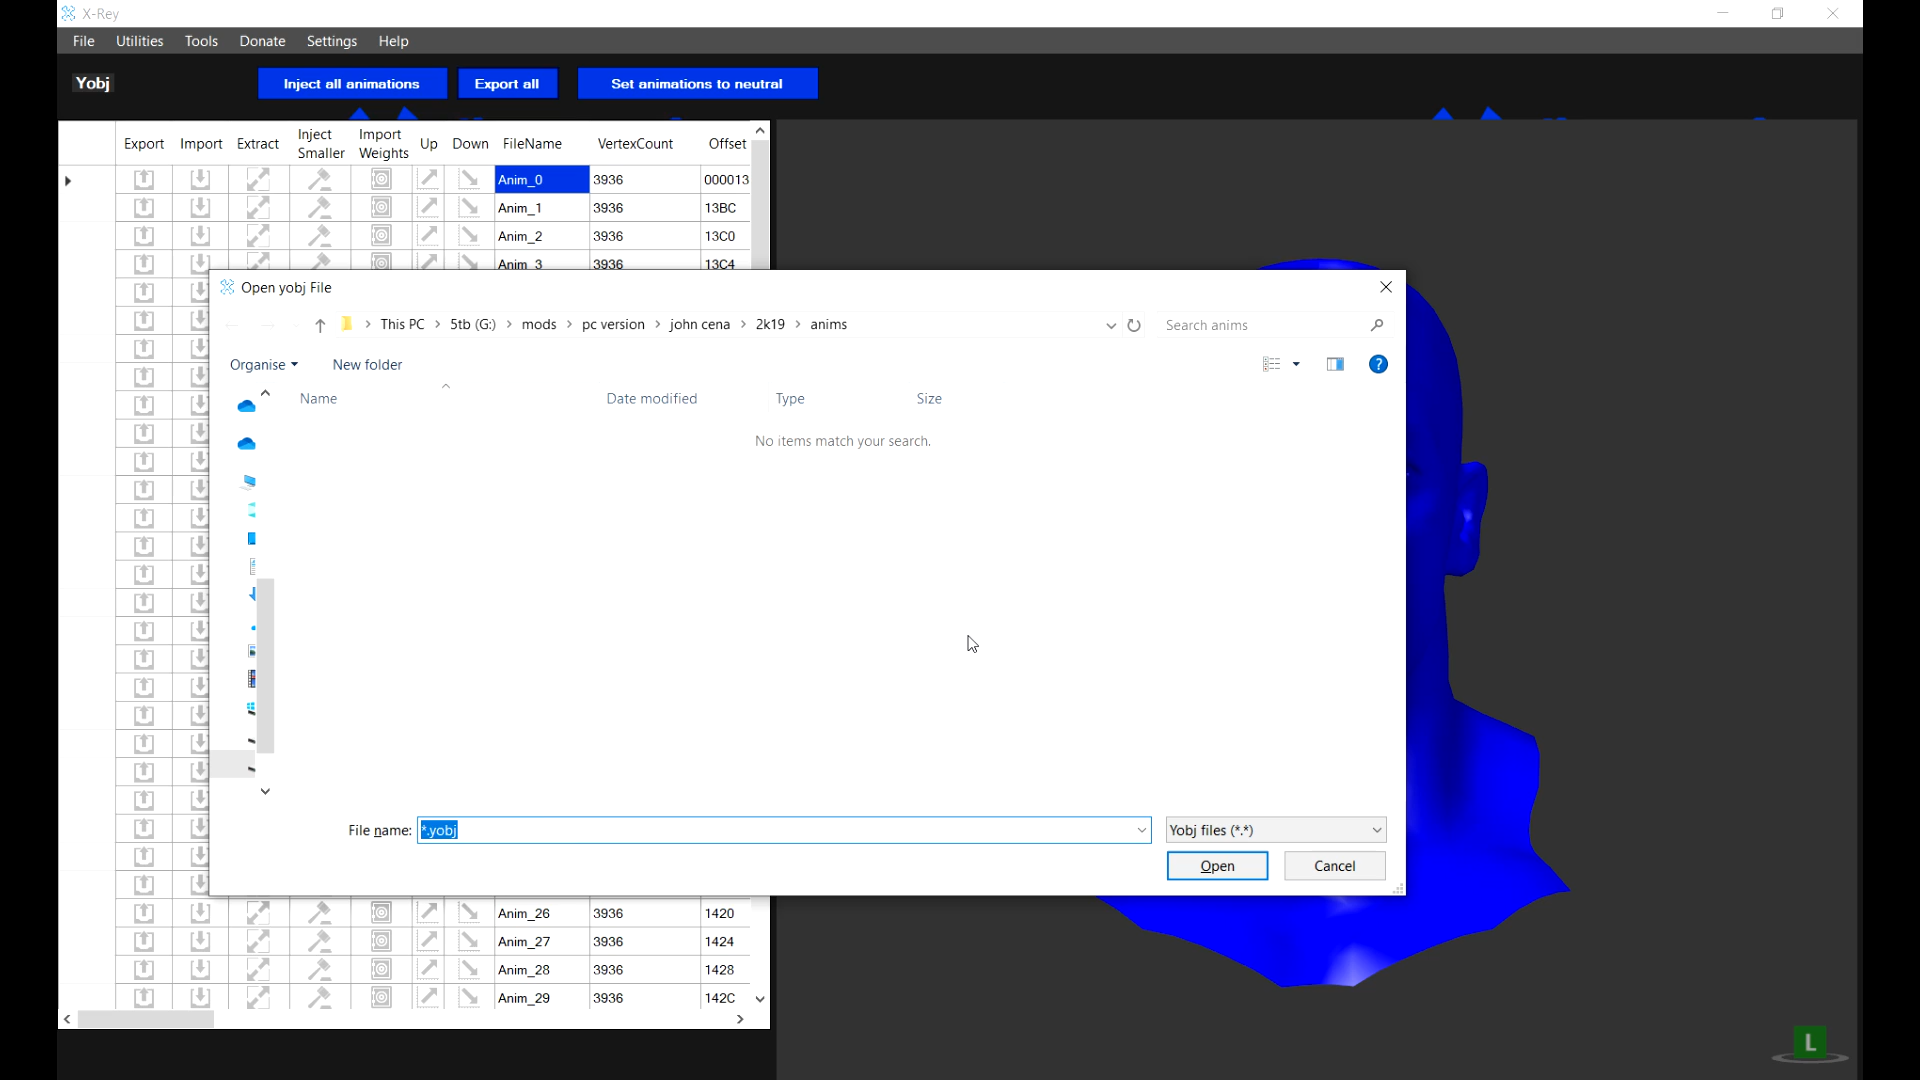 X-Rey
File Utilities Tools Donate Settings Help
Yobj Inject all animations Export all Set animations to neutral
Export Import Extract Inject Smaller Import Weights Up Down FileName VertexCount Offset
Anim_0 3936 000013
Anim_1 3936 13BC
Anim_2 3936 13C0
Anim_3 3936 13C4
Open yobj File
This PC > 5tb (G:) > mods > pc version > john cena > 2k19 > anims
Search anims
Organise New folder
Name Date modified Type Size
No items match your search.
File name: *.yobj Yobj files (*.*)
Open Cancel
Anim_26 3936 1420
Anim_27 3936 1424
Anim_28 3936 1428
Anim_29 3936 142C
L